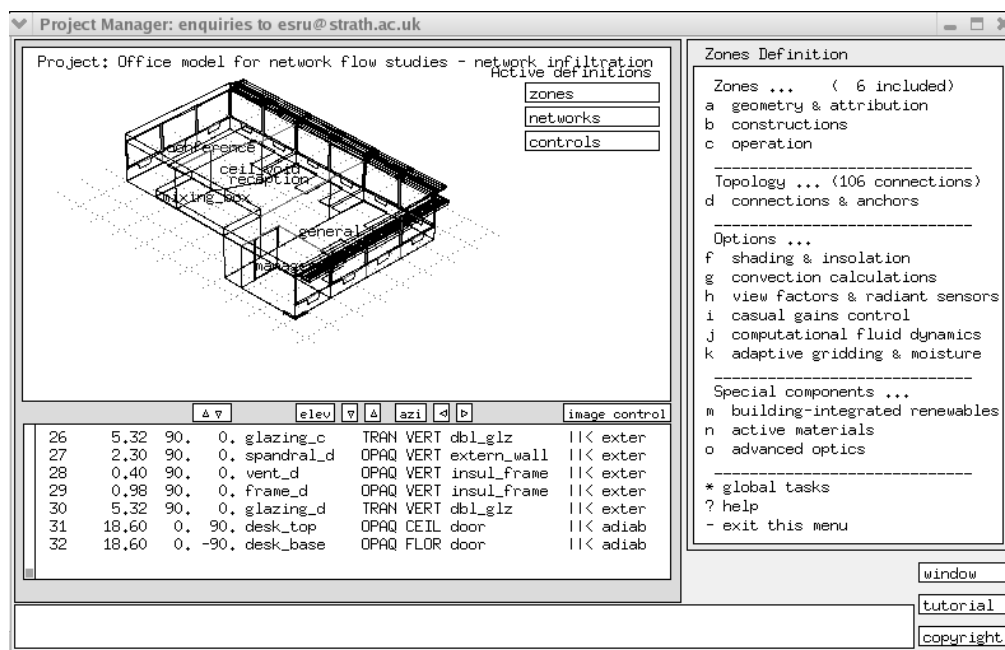 Project Manager: enquiries to esru@strath.ac.uk
Project: Office model for network flow studies - network infiltration
Active definitions
zones
networks
controls
conference
ceil_void
reception
mixing_box
general
manager
elev
azi
image control
26 5.32 90. 0. glazing_c TRAN VERT dbl_glz ||< exter
27 2.30 90. 0. spandral_d OPAQ VERT extern_wall ||< exter
28 0.40 90. 0. vent_d OPAQ VERT insul_frame ||< exter
29 0.98 90. 0. frame_d OPAQ VERT insul_frame ||< exter
30 5.32 90. 0. glazing_d TRAN VERT dbl_glz ||< exter
31 18.60 0. 90. desk_top OPAQ CEIL door ||< adiab
32 18.60 0. -90. desk_base OPAQ FLOR door ||< adiab
Zones Definition
Zones ... ( 6 included)
a geometry & attribution
b constructions
c operation
Topology ... (106 connections)
d connections & anchors
Options ...
f shading & insolation
g convection calculations
h view factors & radiant sensors
i casual gains control
j computational fluid dynamics
k adaptive gridding & moisture
Special components ...
m building-integrated renewables
n active materials
o advanced optics
* global tasks
? help
- exit this menu
window
tutorial
copyright